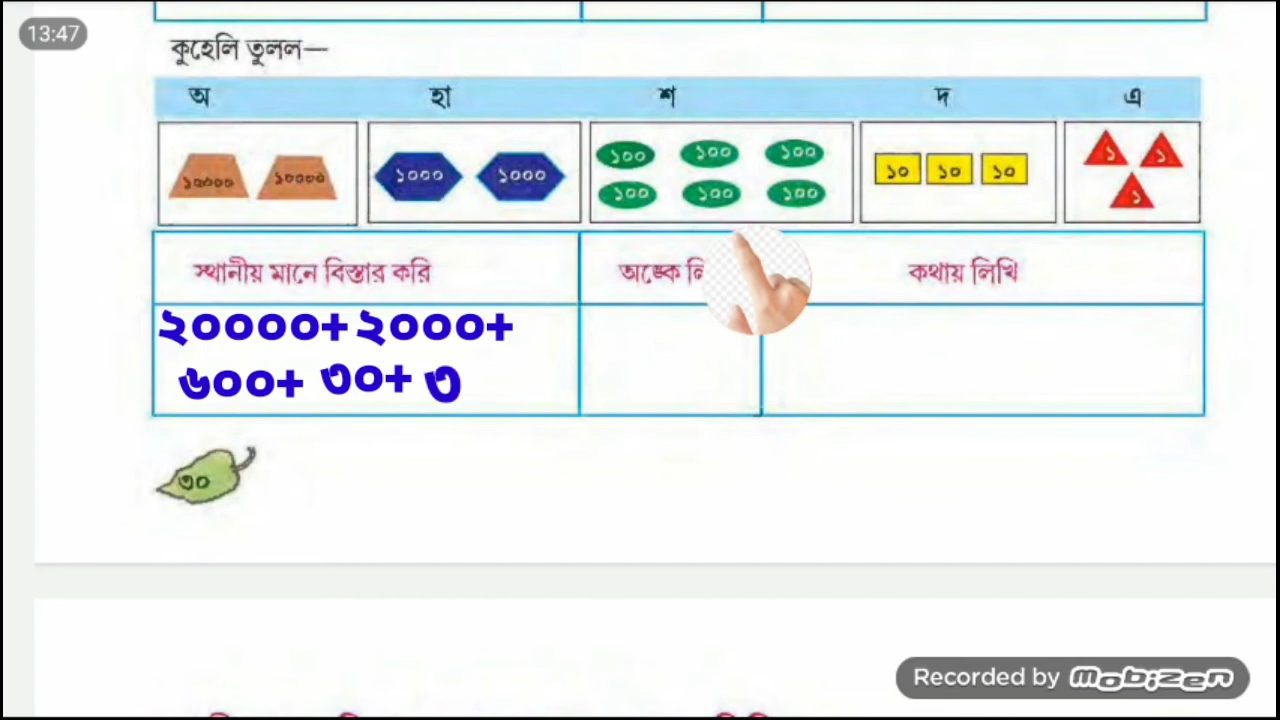 13:47
কুহেলি তুলল—
অ হা শ দ এ
১০০০০ ১০০০০ ১০০০ ১০০০ ১০০ ১০০ ১০০ ১০ ১০ ১০ ১ ১
১০০ ১০০ ১০০ ১
স্থানীয় মানে বিস্তার করি অঙ্কে কথায় লিখি
২০০০০+ ২০০০+
৬০০+ ৩০+ ৩
৩০
Recorded by mobizen